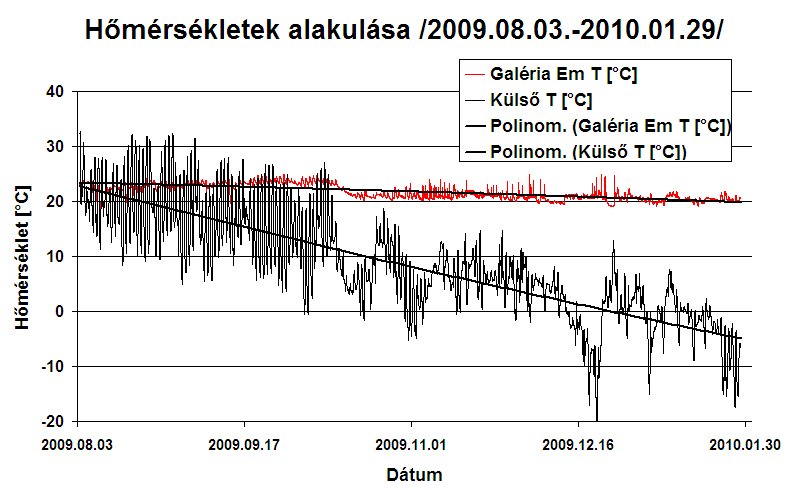 Hőmérsékletek alakulása /2009.08.03.-2010.01.29/
Galéria Em T [°C]
Külső T [°C]
Polinom. (Galéria Em T [°C])
Polinom. (Külső T [°C])
Hőmérséklet [°C]
40
30
20
10
0
-10
-20
2009.08.03 2009.09.17 2009.11.01 2009.12.16 2010.01.30
Dátum